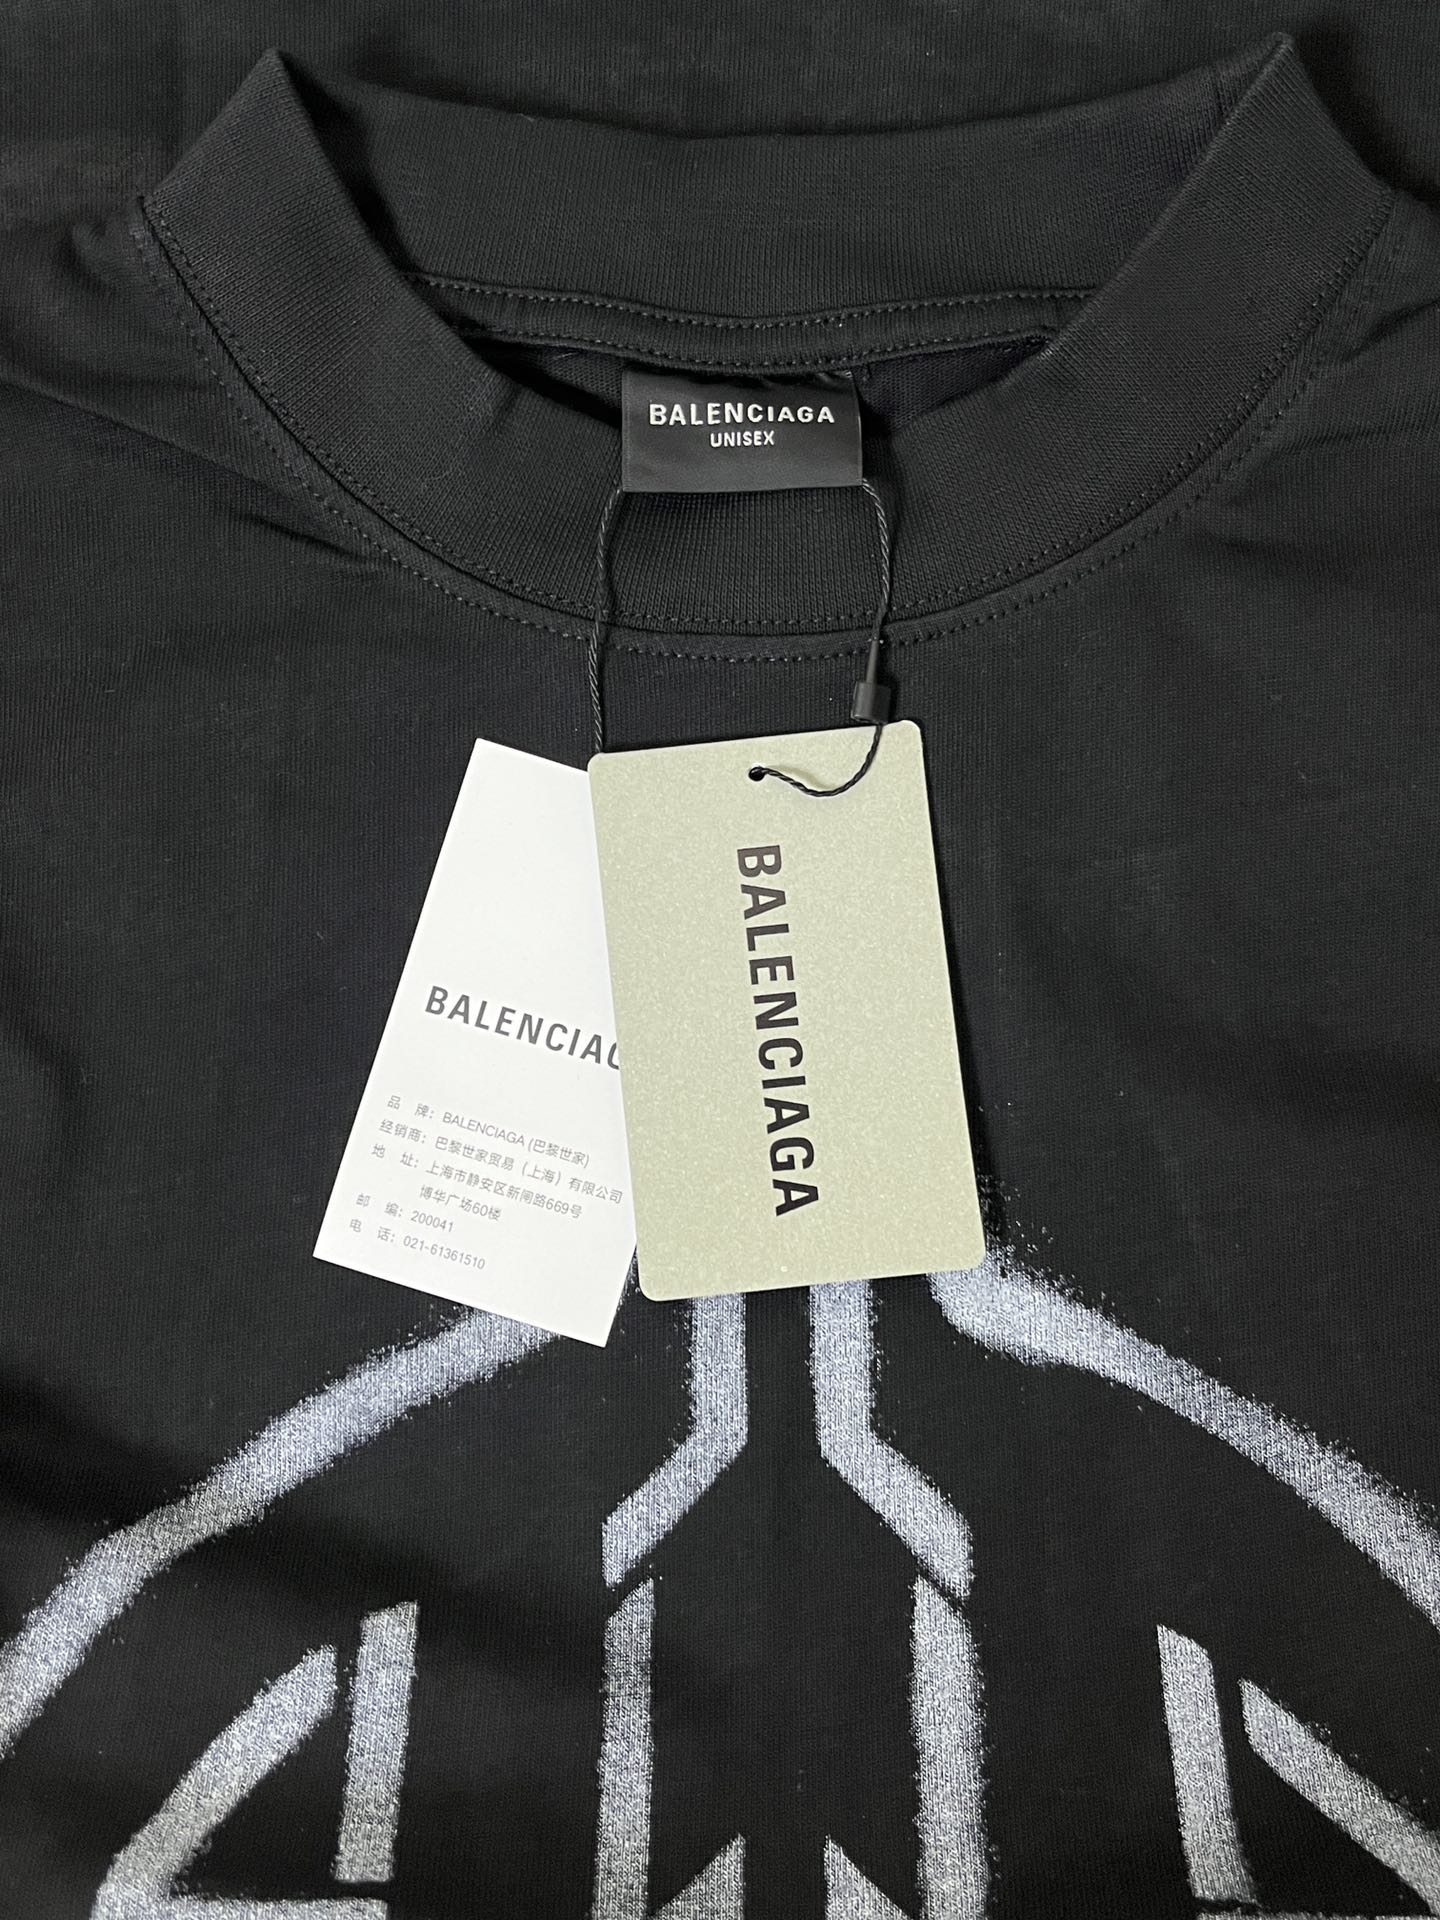 BALENCIAGA
UNISEX
BALENCIAG
品 牌: BALENCIAGA (巴黎世家)
经销商: 巴黎世家贸易（上海）有限公司
地 址: 上海市静安区新闸路669号
博华广场60楼
邮 编: 200041
电 话: 021-61361510
BALENCIAGA